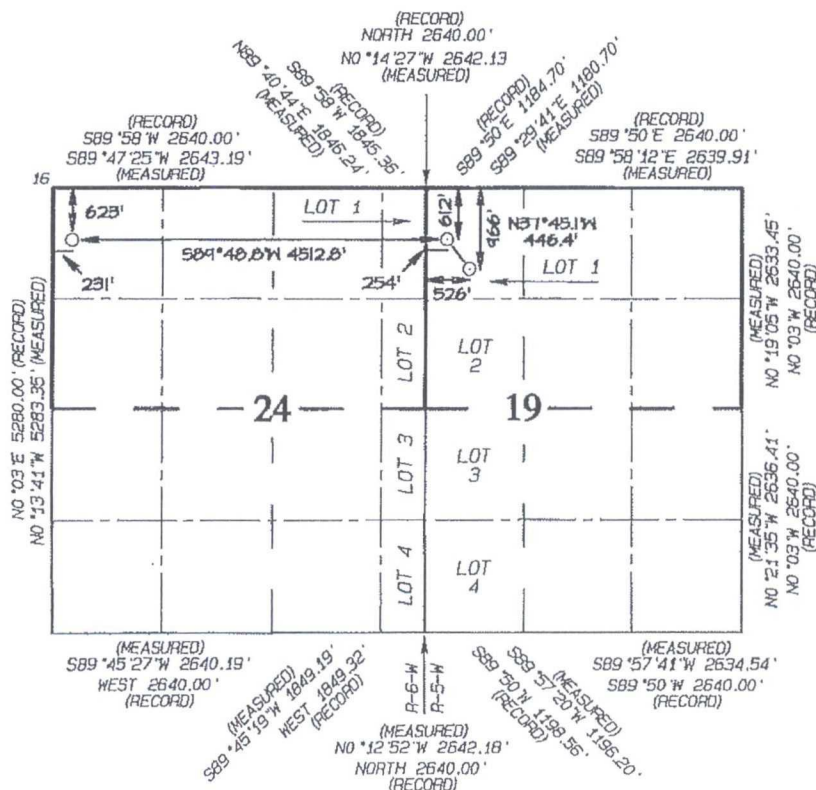 (RECORD)
NORTH 2640.00'
N0°14'27"W 2642.13
(MEASURED)
(RECORD)
S89°58'W 2640.00'
S89°47'25"W 2643.19'
(MEASURED)
(RECORD)
S89°58'W 1845.36'
N89°40'44"E 1845.24'
(MEASURED)
(RECORD)
S89°50'E 1184.70'
S89°29'41"E 1180.70'
(MEASURED)
(RECORD)
S89°50'E 2640.00'
S89°58'12"E 2639.91'
(MEASURED)
16
623'
LOT 1
612'
966'
N37°45.1'W
446.4'
S89°48.8'W 4512.8'
231'
254'
526'
LOT 1
N0°03'E 5280.00' (RECORD)
N0°13'41"W 5283.35' (MEASURED)
(MEASURED)
N0°19'05"W 2633.45'
N0°03'W 2640.00'
(RECORD)
LOT 2
LOT
2
24
19
LOT 3
LOT
3
(MEASURED)
N0°21'35"W 2636.41'
N0°03'W 2640.00'
(RECORD)
LOT 4
LOT
4
(MEASURED)
S89°45'27"W 2640.19'
WEST 2640.00'
(RECORD)
(MEASURED)
S89°45'19"W 1849.19'
WEST 1849.32'
(RECORD)
R-6-W
R-5-W
(MEASURED)
S89°57'20"W 1196.20'
S89°50'W 1198.56'
(RECORD)
(MEASURED)
S89°57'41"W 2634.54'
S89°50'W 2640.00'
(RECORD)
(MEASURED)
N0°12'52"W 2642.18'
NORTH 2640.00'
(RECORD)